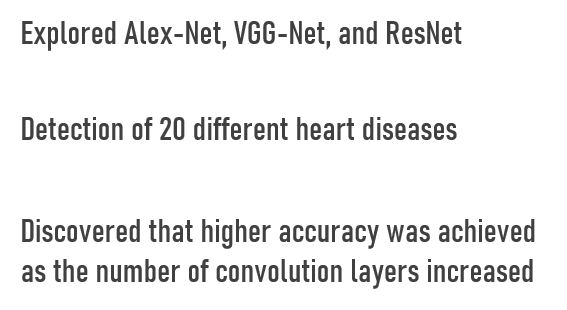 Explored Alex-Net, VGG-Net, and ResNet
Detection of 20 different heart diseases
Discovered that higher accuracy was achieved
as the number of convolution layers increased